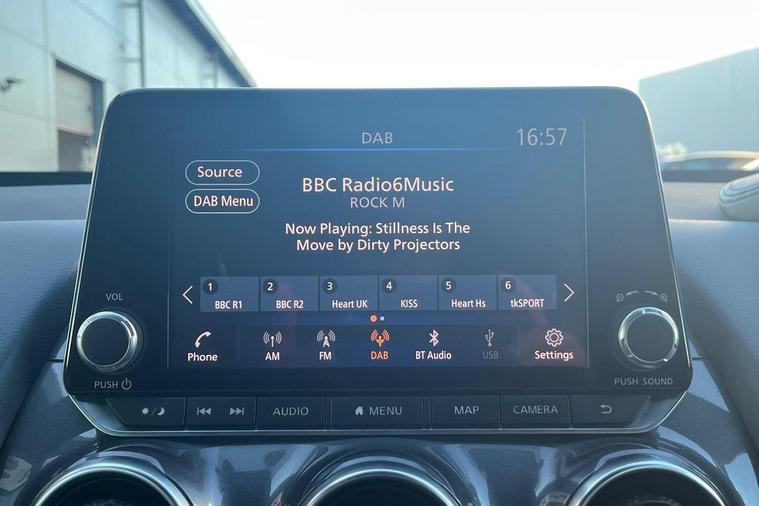 DAB
16:57
Source
DAB Menu
BBC Radio6Music
ROCK M
Now Playing: Stillness Is The
Move by Dirty Projectors
1 2 3 4 5 6
BBC R1 BBC R2 Heart UK KISS Heart Hs tkSPORT
VOL
PUSH
Phone AM FM DAB BT Audio USB Settings
PUSH SOUND
AUDIO MENU MAP CAMERA